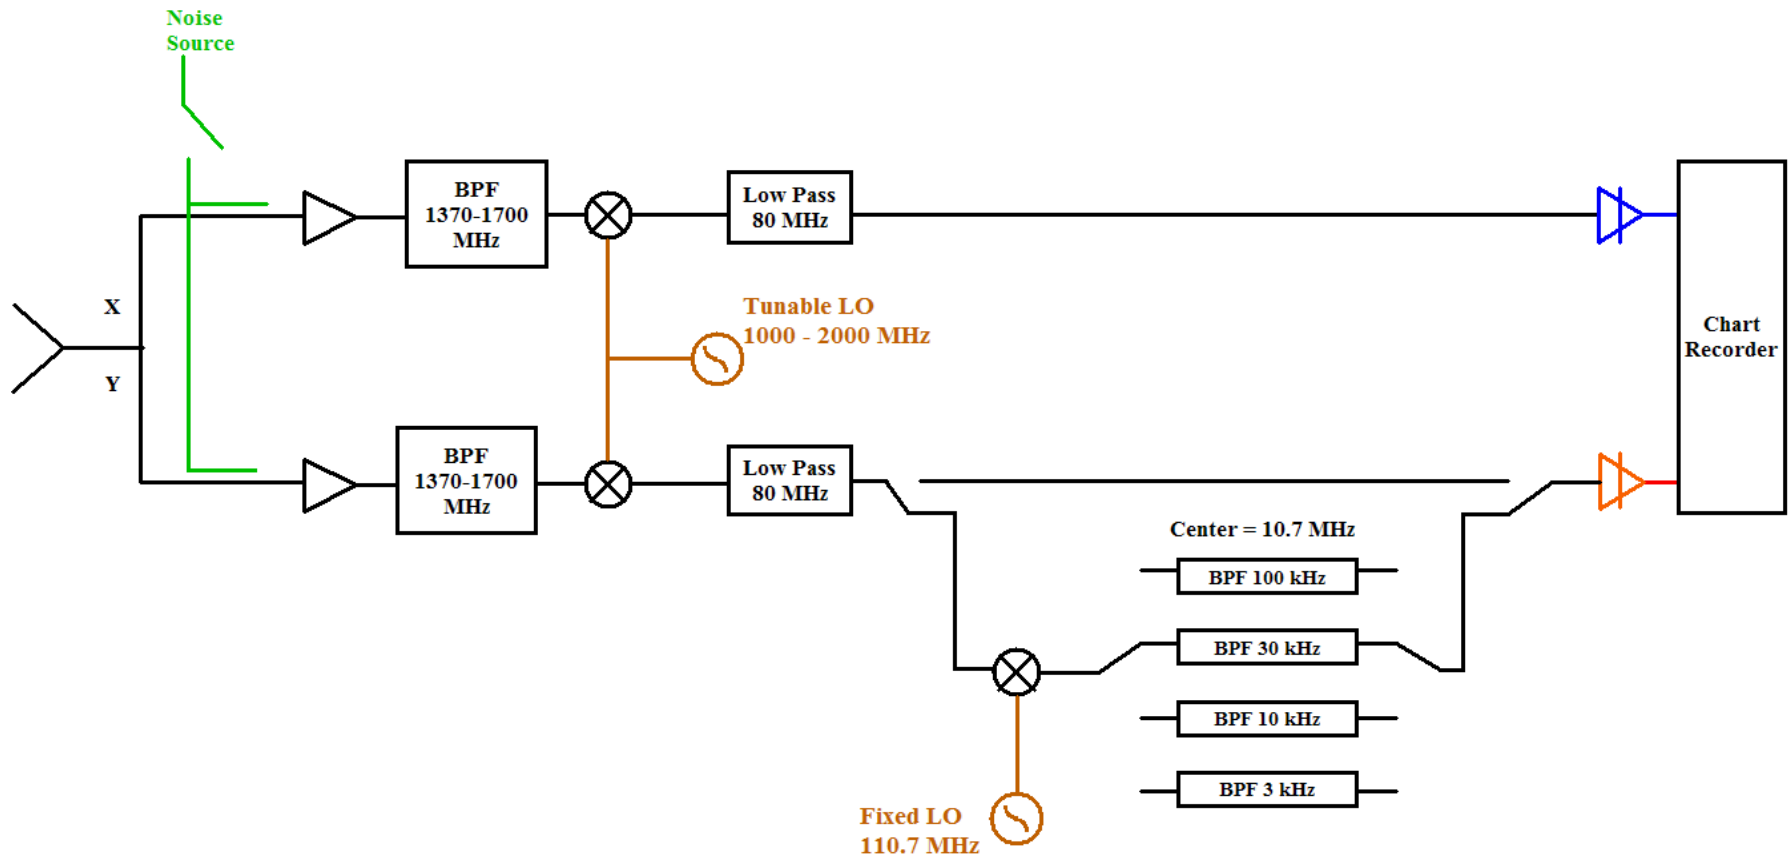 Noise
Source
BPF
1370-1700
MHz
Low Pass
80 MHz
X
Y
Tunable LO
1000 - 2000 MHz
Chart
Recorder
BPF
1370-1700
MHz
Low Pass
80 MHz
Center = 10.7 MHz
BPF 100 kHz
BPF 30 kHz
BPF 10 kHz
BPF 3 kHz
Fixed LO
110.7 MHz